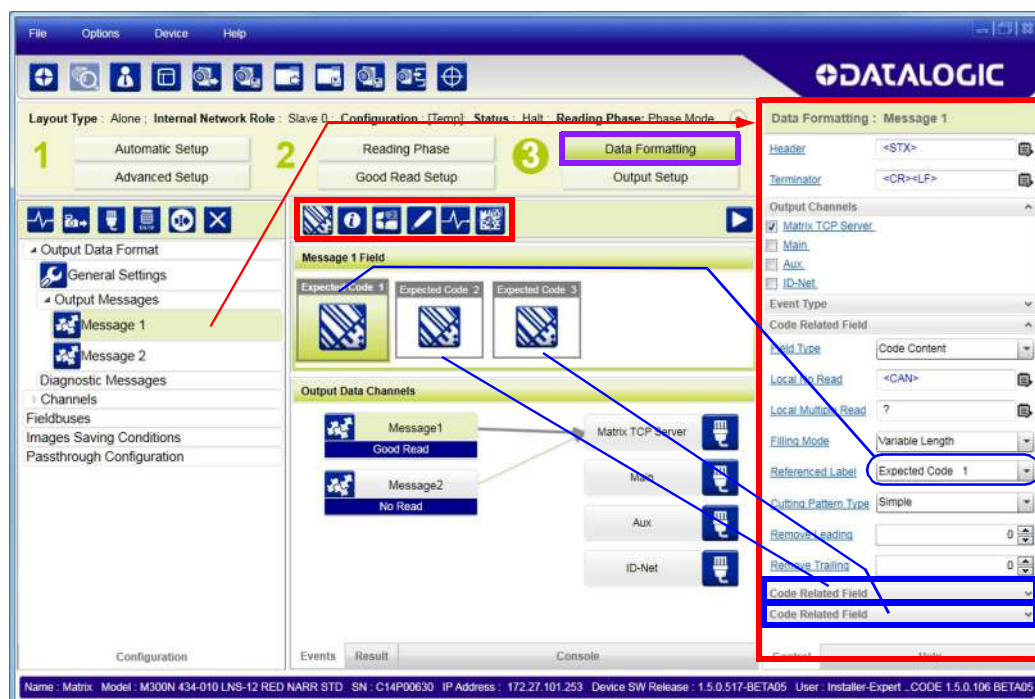 File Options Device Help
DATALOGIC
Layout Type : Alone ; Internal Network Role : Slave 0 ; Configuration : [Temp]; Status : Halt ; Reading Phase: Phase Mode
1 Automatic Setup
Advanced Setup
2 Reading Phase
Good Read Setup
3 Data Formatting
Output Setup
Output Data Format
General Settings
Output Messages
Message 1
Message 2
Diagnostic Messages
Channels
Fieldbuses
Images Saving Conditions
Passthrough Configuration
Configuration
Message 1 Field
Expected Code 1 Expected Code 2 Expected Code 3
Output Data Channels
Message1
Good Read
Message2
No Read
Matrix TCP Server
Main
Aux
ID-Net
Events Result Console
Data Formatting : Message 1
Header <STX>
Terminator <CR><LF>
Output Channels
Matrix TCP Server
Main
Aux
ID-Net
Event Type
Code Related Field
Field Type Code Content
Local No Read <CAN>
Local Multiple Read ?
Filling Mode Variable Length
Referenced Label Expected Code 1
Cutting Pattern Type Simple
Remove Leading 0
Remove Trailing 0
Code Related Field
Code Related Field
Control Help
Name : Matrix Model : M300N 434-010 LNS-12 RED NARR STD SN : C14P00630 IP Address : 172.27.101.253 Device SW Release : 1.5.0.517-BETA05 User : Installer-Expert .CODE 1.5.0.106 BETA0